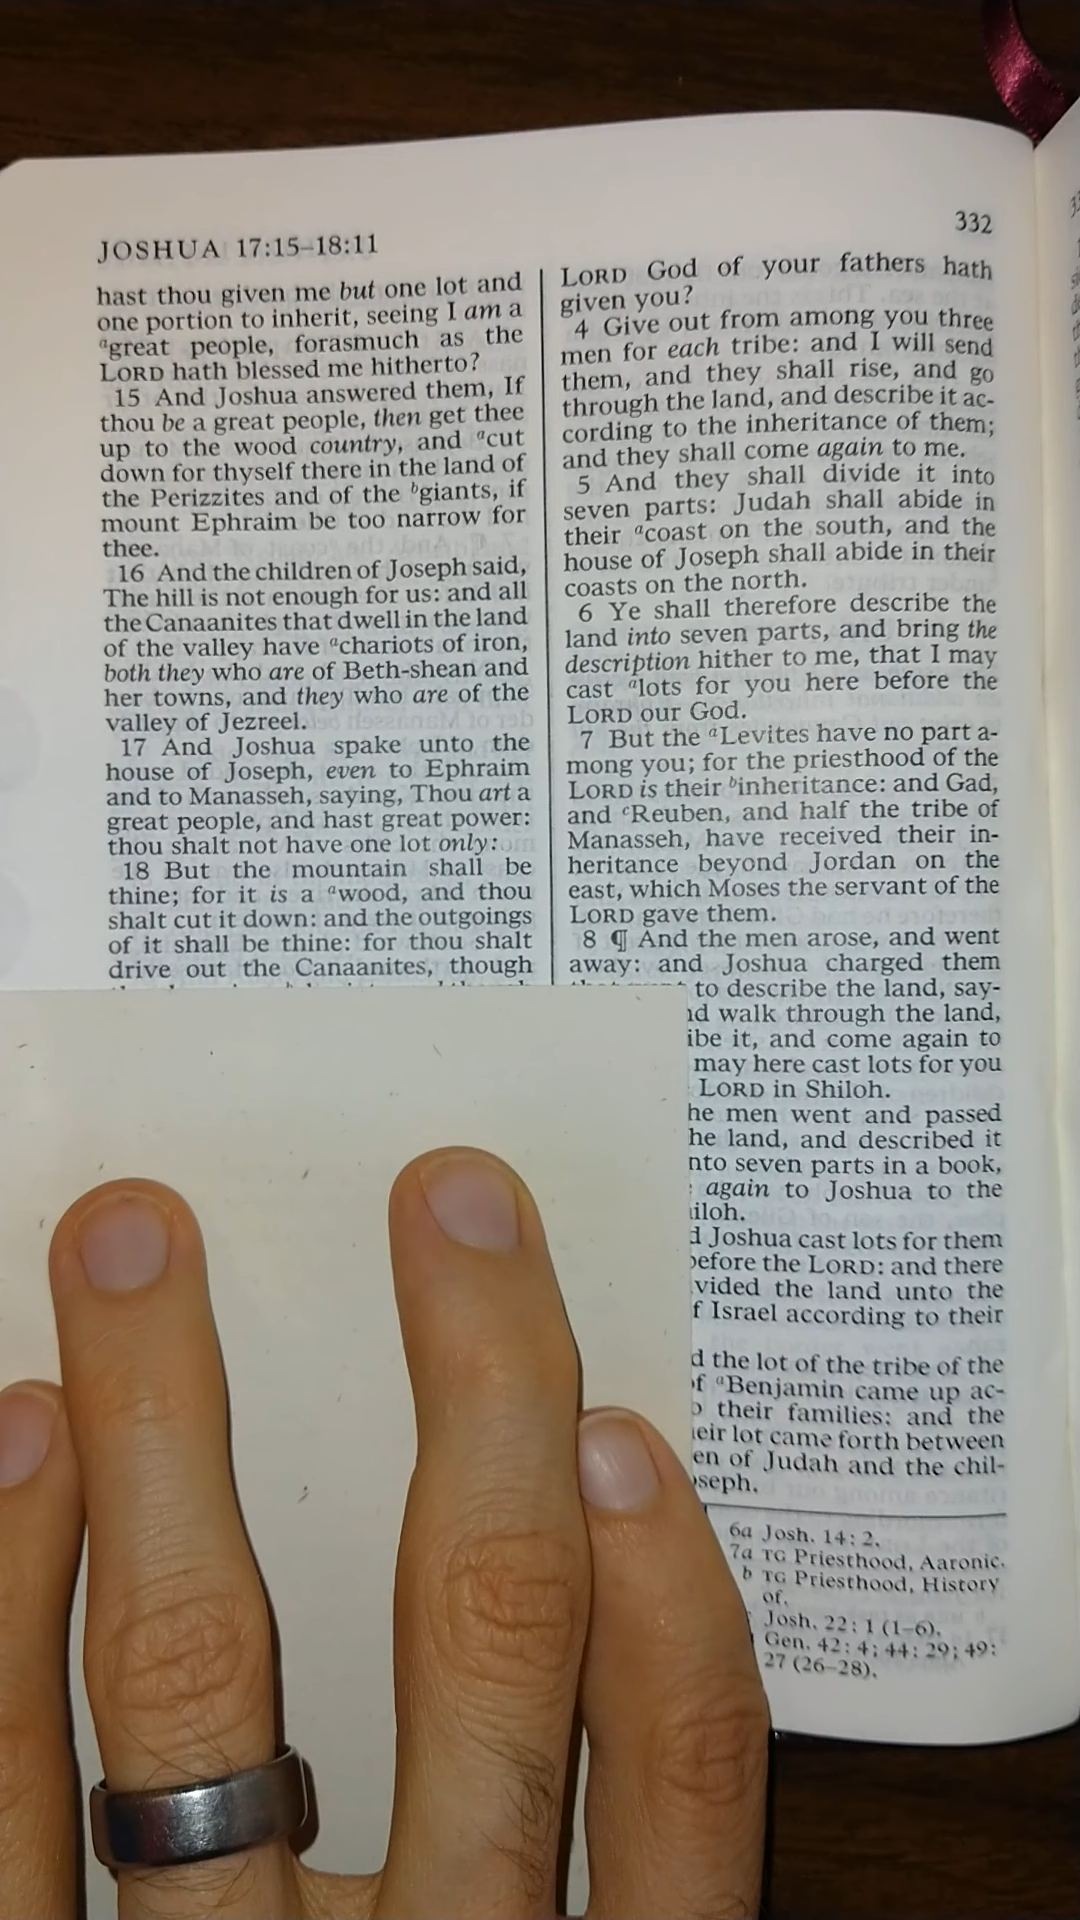 332
JOSHUA 17:15–18:11
hast thou given me but one lot and
one portion to inherit, seeing I am a
agreat people, forasmuch as the
LORD hath blessed me hitherto?
15 And Joshua answered them, If
thou be a great people, then get thee
up to the wood country, and acut
down for thyself there in the land of
the Perizzites and of the bgiants, if
mount Ephraim be too narrow for
thee.
16 And the children of Joseph said,
The hill is not enough for us: and all
the Canaanites that dwell in the land
of the valley have achariots of iron,
both they who are of Beth-shean and
her towns, and they who are of the
valley of Jezreel.
17 And Joshua spake unto the
house of Joseph, even to Ephraim
and to Manasseh, saying, Thou art a
great people, and hast great power:
thou shalt not have one lot only:
18 But the mountain shall be
thine; for it is a awood, and thou
shalt cut it down: and the outgoings
of it shall be thine: for thou shalt
drive out the Canaanites, though
LORD God of your fathers hath
given you?
4 Give out from among you three
men for each tribe: and I will send
them, and they shall rise, and go
through the land, and describe it ac-
cording to the inheritance of them;
and they shall come again to me.
5 And they shall divide it into
seven parts: Judah shall abide in
their acoast on the south, and the
house of Joseph shall abide in their
coasts on the north.
6 Ye shall therefore describe the
land into seven parts, and bring the
description hither to me, that I may
cast alots for you here before the
LORD our God.
7 But the aLevites have no part a-
mong you; for the priesthood of the
LORD is their binheritance: and Gad,
and cReuben, and half the tribe of
Manasseh, have received their in-
heritance beyond Jordan on the
east, which Moses the servant of the
LORD gave them.
8 ¶ And the men arose, and went
away: and Joshua charged them
to describe the land, say-
walk through the land,
it, and come again to
may here cast lots for you
LORD in Shiloh.
men went and passed
land, and described it
seven parts in a book,
again to Joshua to the
Joshua cast lots for them
the LORD: and there
the land unto the
Israel according to their
the lot of the tribe of the
aBenjamin came up ac-
their families: and the
lot came forth between
of Judah and the chil-
6a Josh. 14: 2.
7a TG Priesthood, Aaronic.
b TG Priesthood, History
of.
Josh. 22: 1 (1–6).
Gen. 42: 4; 44: 29; 49:
27 (26–28).